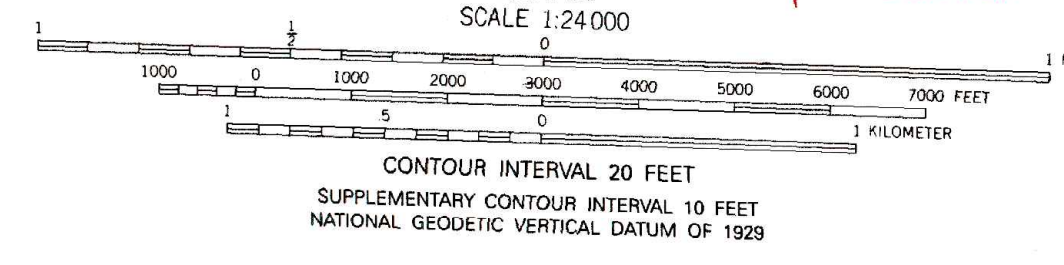 SCALE 1:24000
1 1/2 0 1
1000 0 1000 2000 3000 4000 5000 6000 7000 FEET
1 .5 0 1 KILOMETER
CONTOUR INTERVAL 20 FEET
SUPPLEMENTARY CONTOUR INTERVAL 10 FEET
NATIONAL GEODETIC VERTICAL DATUM OF 1929